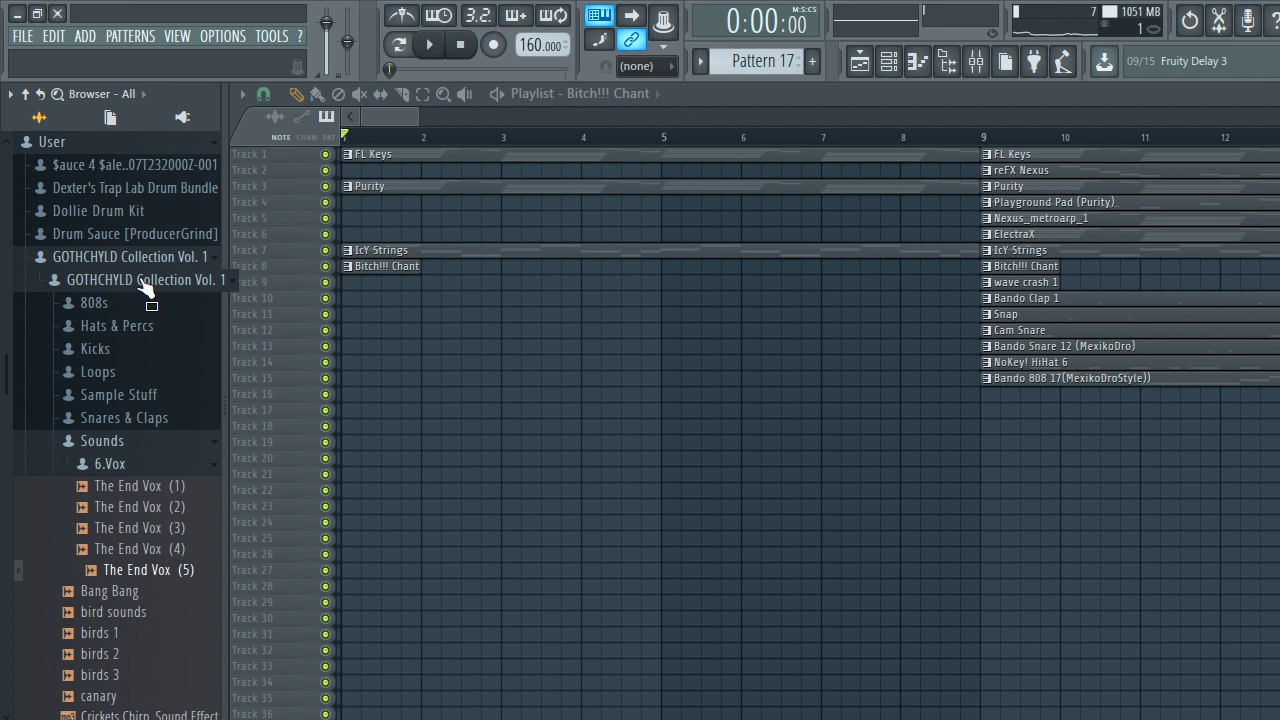 FILE EDIT ADD PATTERNS VIEW OPTIONS TOOLS ?
3.2.
160.000
(none)
0:00:00
M:S:CS
7
1051 MB
1
Pattern 17
+
09/15 Fruity Delay 3
Browser - All
Playlist - Bitch!!! Chant
NOTE CHAN PAT
2 3 4 5 6 7 8 9 10 11 12
User
$auce 4 $ale..07T232000Z-001
Dexter's Trap Lab Drum Bundle
Dollie Drum Kit
Drum Sauce [ProducerGrind]
GOTHCHYLD Collection Vol. 1
GOTHCHYLD Collection Vol. 1
808s
Hats & Percs
Kicks
Loops
Sample Stuff
Snares & Claps
Sounds
6.Vox
The End Vox (1)
The End Vox (2)
The End Vox (3)
The End Vox (4)
The End Vox (5)
Bang Bang
bird sounds
birds 1
birds 2
birds 3
canary
Crickets Chirp Sound Effect
Track 1 FL Keys FL Keys
Track 2 reFX Nexus
Track 3 Purity Purity
Track 4 Playground Pad (Purity)
Track 5 Nexus_metroarp_1
Track 6 ElectraX
Track 7 IcY Strings IcY Strings
Track 8 Bitch!!! Chant Bitch!!! Chant
Track 9 wave crash 1
Track 10 Bando Clap 1
Track 11 Snap
Track 12 Cam Snare
Track 13 Bando Snare 12 (MexikoDro)
Track 14 NoKey! HiHat 6
Track 15 Bando 808 17(MexikoDroStyle))
Track 16
Track 17
Track 18
Track 19
Track 20
Track 21
Track 22
Track 23
Track 24
Track 25
Track 26
Track 27
Track 28
Track 29
Track 30
Track 31
Track 32
Track 33
Track 34
Track 35
Track 36